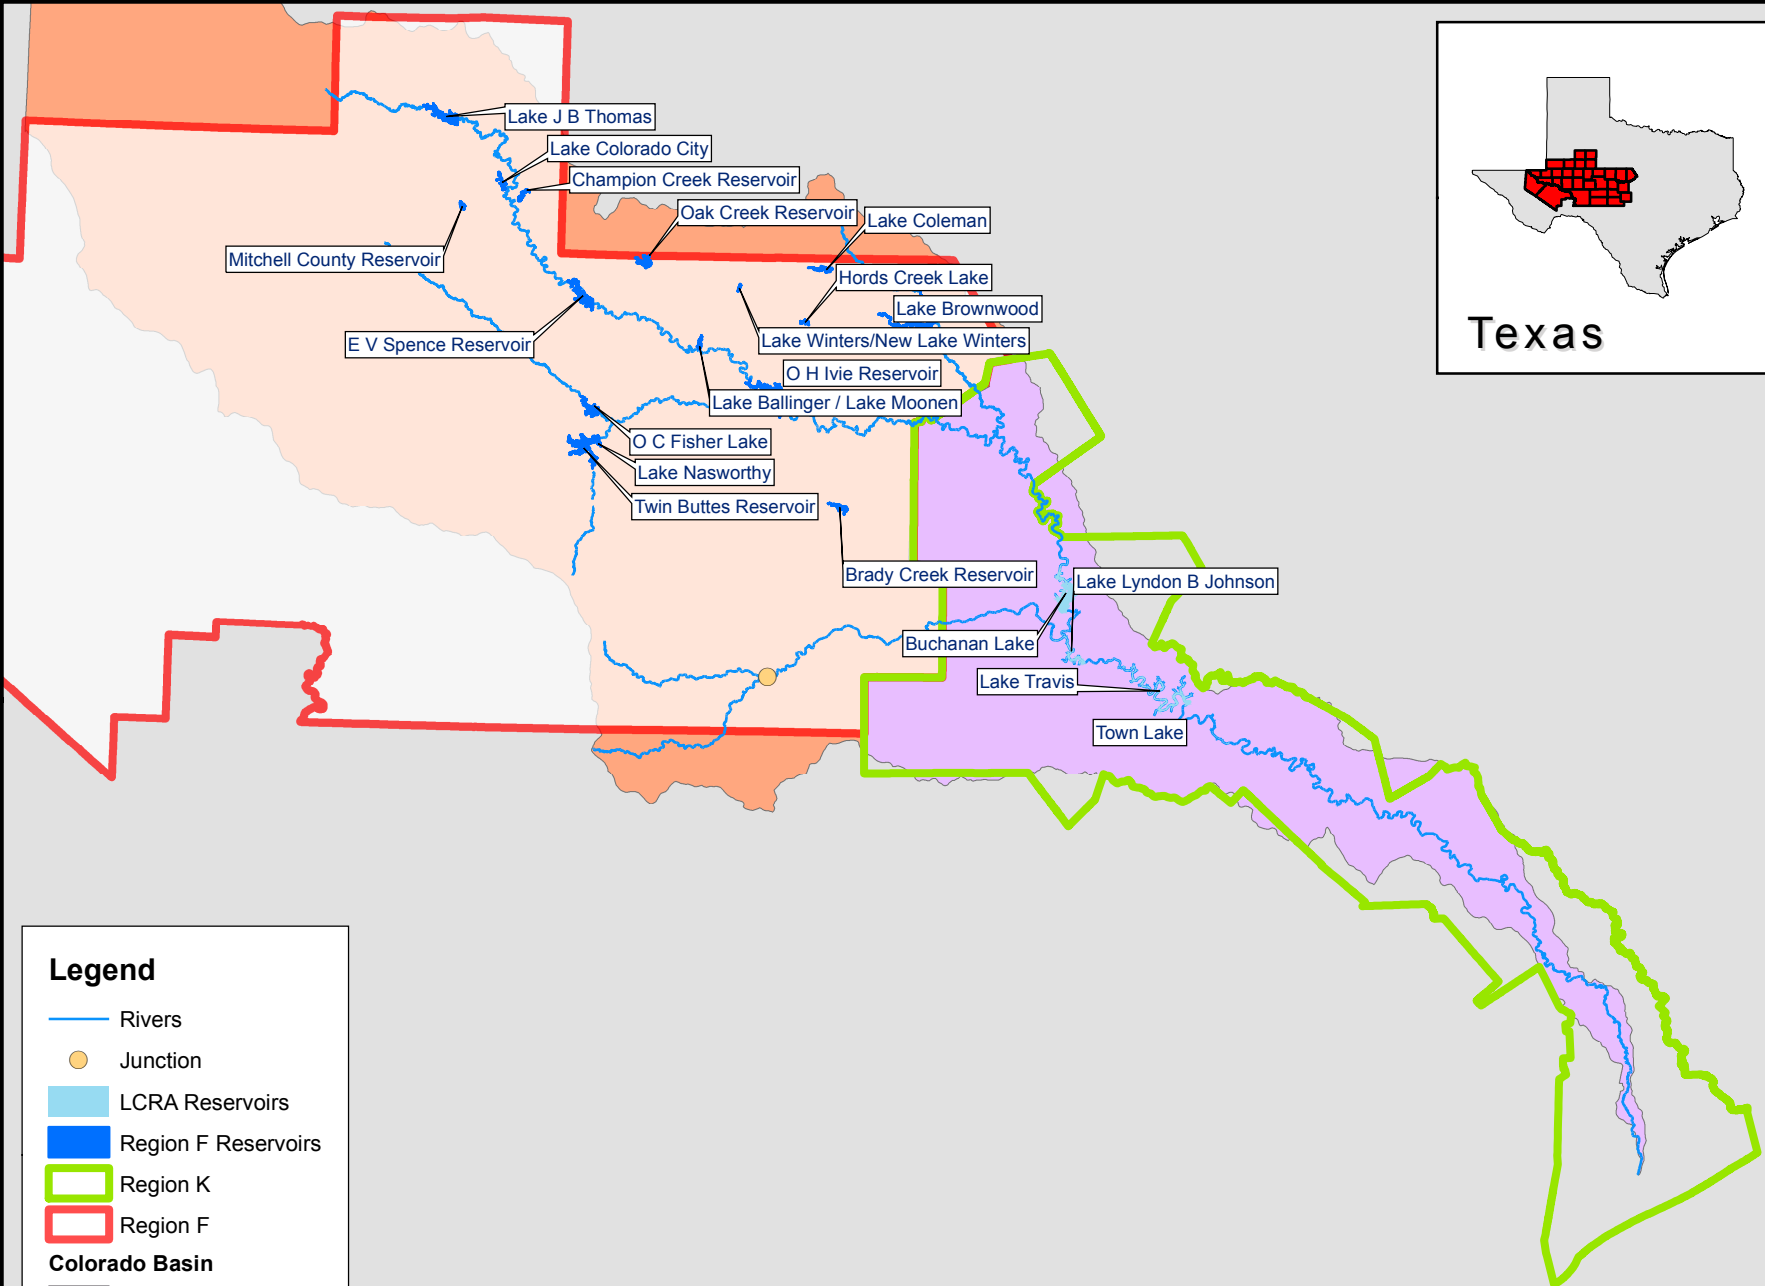 Lake J B Thomas
Lake Colorado City
Champion Creek Reservoir
Oak Creek Reservoir
Lake Coleman
Mitchell County Reservoir
Hords Creek Lake
Lake Brownwood
E V Spence Reservoir
Lake Winters/New Lake Winters
O H Ivie Reservoir
Lake Ballinger / Lake Moonen
O C Fisher Lake
Lake Nasworthy
Twin Buttes Reservoir
Brady Creek Reservoir
Lake Lyndon B Johnson
Buchanan Lake
Lake Travis
Town Lake
Texas
Legend
Rivers
Junction
LCRA Reservoirs
Region F Reservoirs
Region K
Region F
Colorado Basin